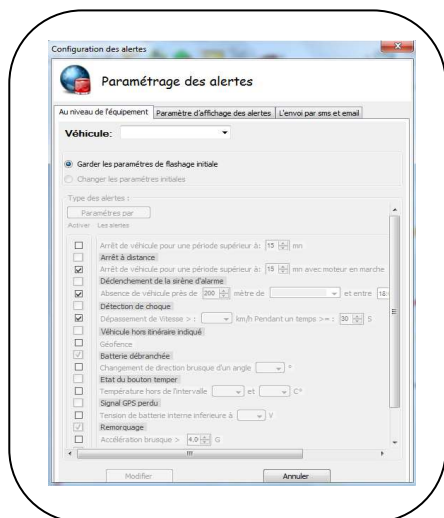 Configuration des alertes
Paramétrage des alertes
Au niveau de l'équipement Paramètre d'affichage des alertes L'envoi par sms et email
Véhicule:
Garder les paramètres de flashage initiale
Changer les paramètres initiales
Type des alertes :
Paramètres par
Activer Les alertes
Arrêt de véhicule pour une période supérieur à: 15 mn
Arrêt à distance
Arrêt de véhicule pour une période supérieur à: 15 mn avec moteur en marche
Déclenchement de la sirène d'alarme
Absence de véhicule près de 200 mètre de et entre 18:
Détection de choque
Dépassement de Vitesse > : km/h Pendant un temps >= : 30 S
Véhicule hors itinéraire indiqué
Géofence
Batterie débranchée
Changement de direction brusque d'un angle °
Etat du bouton temper
Température hors de l'intervalle et C°
Signal GPS perdu
Tension de batterie interne inferieure à V
Remorquage
Accélération brusque > 4,0 G
Modifier Annuler